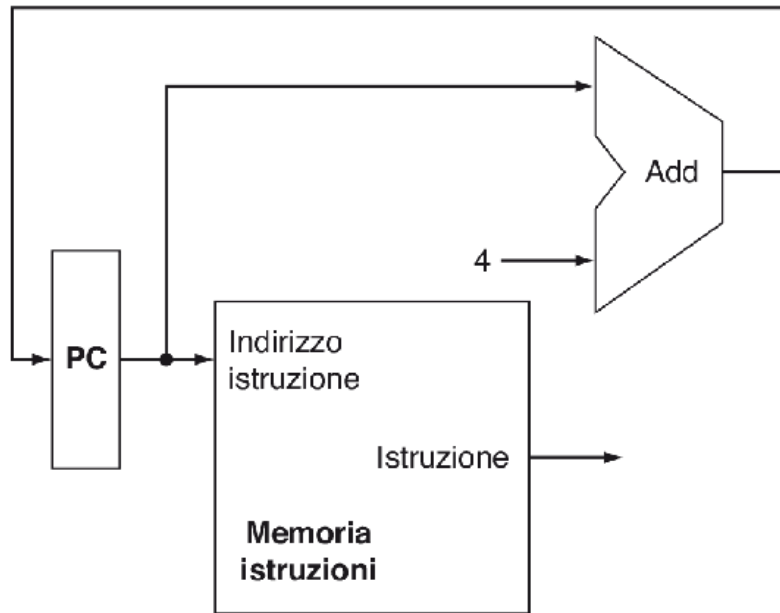 Add
4
PC
Indirizzo
istruzione
Istruzione
Memoria
istruzioni